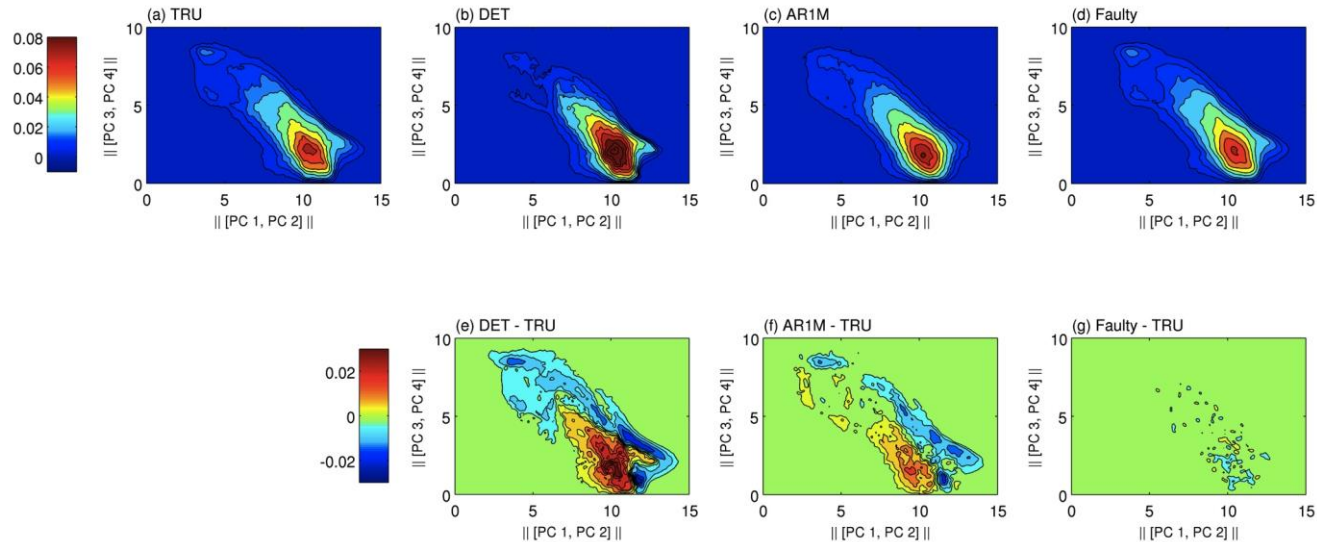 (a) TRU
(b) DET
(c) AR1M
(d) Faulty
0.08
0.06
0.04
0.02
0
|| [PC 3, PC 4] ||
10
5
0
0 5 10 15
|| [PC 1, PC 2] ||
|| [PC 3, PC 4] ||
10
5
0
0 5 10 15
|| [PC 1, PC 2] ||
|| [PC 3, PC 4] ||
10
5
0
0 5 10 15
|| [PC 1, PC 2] ||
|| [PC 3, PC 4] ||
10
5
0
0 5 10 15
|| [PC 1, PC 2] ||
(e) DET - TRU
(f) AR1M - TRU
(g) Faulty - TRU
0.02
0
-0.02
|| [PC 3, PC 4] ||
10
5
0
0 5 10 15
|| [PC 1, PC 2] ||
|| [PC 3, PC 4] ||
10
5
0
0 5 10 15
|| [PC 1, PC 2] ||
|| [PC 3, PC 4] ||
10
5
0
0 5 10 15
|| [PC 1, PC 2] ||